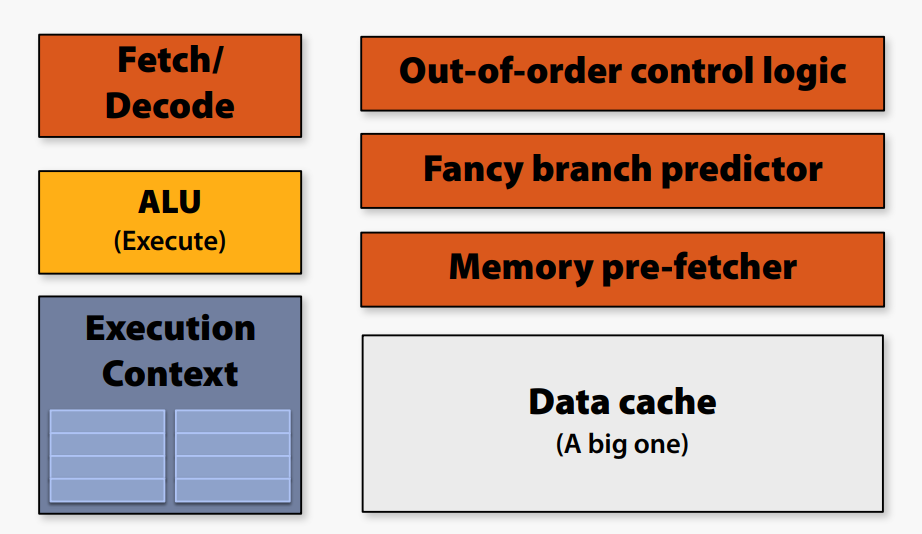 Fetch/
Decode
ALU
(Execute)
Execution
Context
Out-of-order control logic
Fancy branch predictor
Memory pre-fetcher
Data cache
(A big one)